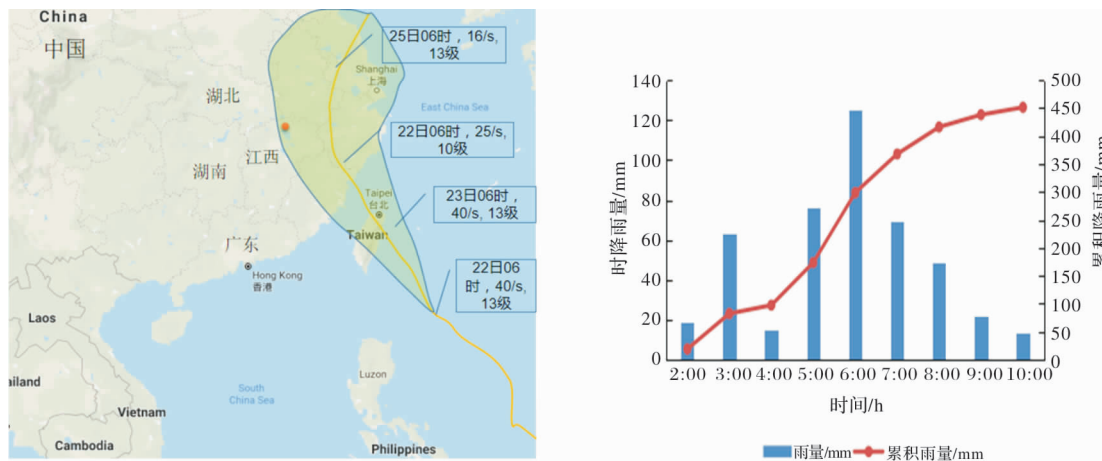 China
中国
湖北
湖南
江西
广东
Hong Kong
香港
Laos
ailand
Vietnam
Cambodia
South
China Sea
Luzon
Philippines
Taipei
台北
Taiwan
Shanghai
上海
East China Sea
25日06时，16/s,
13级
22日06时，25/s,
10级
23日06时，
40/s, 13级
22日06
时，40/s,
13级
时降雨量/mm
140
120
100
80
60
40
20
0
500
450
400
350
300
250
200
150
100
50
0
累积降雨量/mm
2:00 3:00 4:00 5:00 6:00 7:00 8:00 9:00 10:00
时间/h
雨量/mm 累积雨量/mm